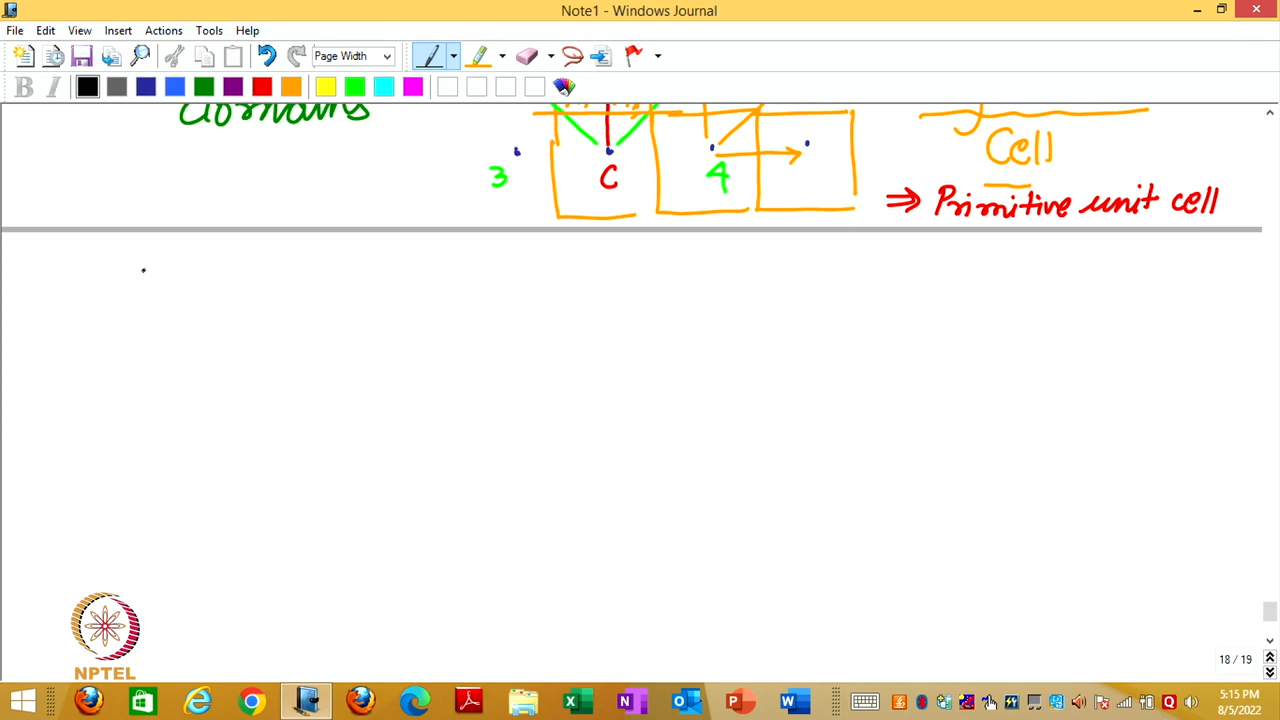 Note1 - Windows Journal
File Edit View Insert Actions Tools Help
Page Width
B I
domains
Cell
3 C 4
⇒ Primitive unit cell
NPTEL
18 / 19
5:15 PM
8/5/2022